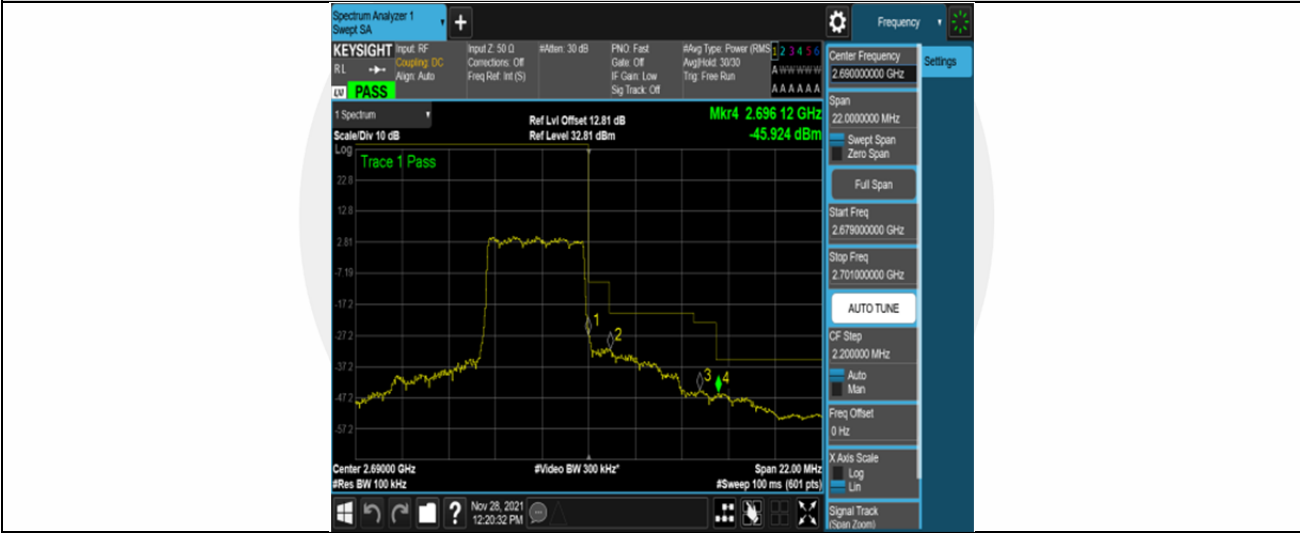 Spectrum Analyzer 1
Swept SA
+
Frequency
KEYSIGHT
RL
LV PASS
Input: RF
Coupling: DC
Align: Auto
Input Z: 50 Ω
Corrections: Off
Freq Ref: Int (S)
#Atten: 30 dB
PNO: Fast
Gate: Off
IF Gain: Low
Sig Track: Off
#Avg Type: Power (RMS
Avg|Hold: 30/30
Trig: Free Run
1 2 3 4 5 6
A W W W W W
A A A A A A
1 Spectrum
Scale/Div 10 dB
Ref Lvl Offset 12.81 dB
Ref Level 32.81 dBm
Mkr4 2.696 12 GHz
-45.924 dBm
Log
Trace 1 Pass
22.8
12.8
2.81
-7.19
-17.2
-27.2
-37.2
-47.2
-57.2
1
2
3
4
Center 2.69000 GHz
#Res BW 100 kHz
#Video BW 300 kHz*
Span 22.00 MHz
#Sweep 100 ms (601 pts)
?
Nov 28, 2021
12:20:32 PM
Center Frequency
2.690000000 GHz
Settings
Span
22.0000000 MHz
Swept Span
Zero Span
Full Span
Start Freq
2.679000000 GHz
Stop Freq
2.701000000 GHz
AUTO TUNE
CF Step
2.200000 MHz
Auto
Man
Freq Offset
0 Hz
X Axis Scale
Log
Lin
Signal Track
(Span Zoom)